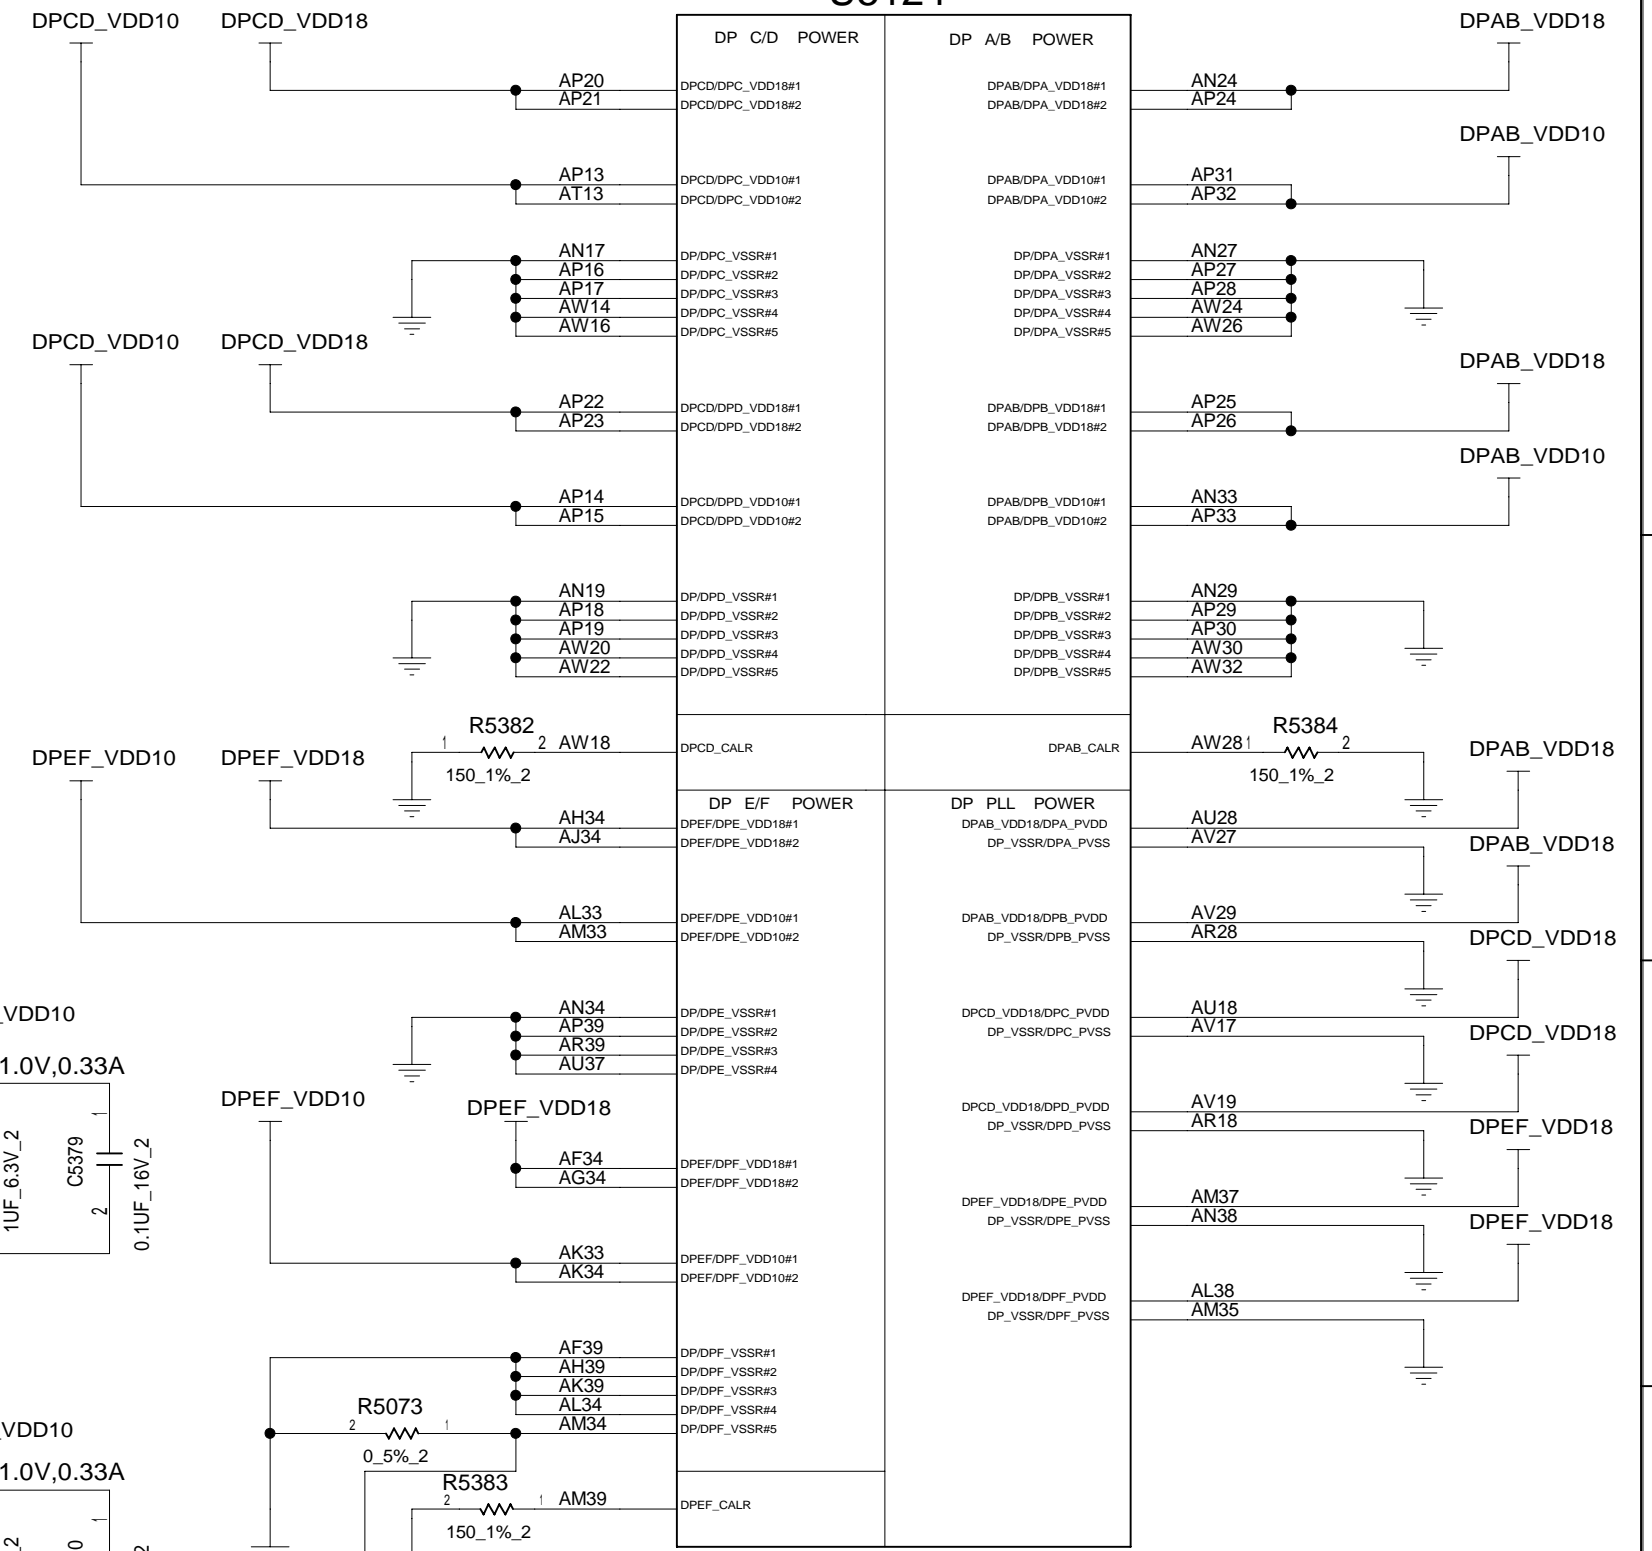 DPCD_VDD10 DPCD_VDD18 DPAB_VDD18
DP C/D POWER DP A/B POWER
AP20 DPCD/DPC_VDD18#1 DPAB/DPA_VDD18#1 AN24
AP21 DPCD/DPC_VDD18#2 DPAB/DPA_VDD18#2 AP24
DPAB_VDD10
AP13 DPCD/DPC_VDD10#1 DPAB/DPA_VDD10#1 AP31
AT13 DPCD/DPC_VDD10#2 DPAB/DPA_VDD10#2 AP32
AN17 DP/DPC_VSSR#1 DP/DPA_VSSR#1 AN27
AP16 DP/DPC_VSSR#2 DP/DPA_VSSR#2 AP27
AP17 DP/DPC_VSSR#3 DP/DPA_VSSR#3 AP28
AW14 DP/DPC_VSSR#4 DP/DPA_VSSR#4 AW24
AW16 DP/DPC_VSSR#5 DP/DPA_VSSR#5 AW26
DPCD_VDD10 DPCD_VDD18 DPAB_VDD18
AP22 DPCD/DPD_VDD18#1 DPAB/DPB_VDD18#1 AP25
AP23 DPCD/DPD_VDD18#2 DPAB/DPB_VDD18#2 AP26
DPAB_VDD10
AP14 DPCD/DPD_VDD10#1 DPAB/DPB_VDD10#1 AN33
AP15 DPCD/DPD_VDD10#2 DPAB/DPB_VDD10#2 AP33
AN19 DP/DPD_VSSR#1 DP/DPB_VSSR#1 AN29
AP18 DP/DPD_VSSR#2 DP/DPB_VSSR#2 AP29
AP19 DP/DPD_VSSR#3 DP/DPB_VSSR#3 AP30
AW20 DP/DPD_VSSR#4 DP/DPB_VSSR#4 AW30
AW22 DP/DPD_VSSR#5 DP/DPB_VSSR#5 AW32
R5382 R5384
1 2 AW18 DPCD_CALR DPAB_CALR AW28 1 2
150_1%_2 150_1%_2
DPEF_VDD10 DPEF_VDD18 DPAB_VDD18
DP E/F POWER DP PLL POWER
AH34 DPEF/DPE_VDD18#1 DPAB_VDD18/DPA_PVDD AU28
AJ34 DPEF/DPE_VDD18#2 DP_VSSR/DPA_PVSS AV27
DPAB_VDD18
AL33 DPEF/DPE_VDD10#1 DPAB_VDD18/DPB_PVDD AV29
AM33 DPEF/DPE_VDD10#2 DP_VSSR/DPB_PVSS AR28
DPCD_VDD18
_VDD10
AN34 DP/DPE_VSSR#1 DPCD_VDD18/DPC_PVDD AU18
AP39 DP/DPE_VSSR#2 DP_VSSR/DPC_PVSS AV17
DPCD_VDD18
AR39 DP/DPE_VSSR#3
AU37 DP/DPE_VSSR#4
1.0V,0.33A
DPEF_VDD10 DPEF_VDD18
DPCD_VDD18/DPD_PVDD AV19
DP_VSSR/DPD_PVSS AR18
DPEF_VDD18
1UF_6.3V_2
C5379
1
2
0.1UF_16V_2
AF34 DPEF/DPF_VDD18#1
AG34 DPEF/DPF_VDD18#2
DPEF_VDD18/DPE_PVDD AM37
DP_VSSR/DPE_PVSS AN38
DPEF_VDD18
AK33 DPEF/DPF_VDD10#1
AK34 DPEF/DPF_VDD10#2
DPEF_VDD18/DPF_PVDD AL38
DP_VSSR/DPF_PVSS AM35
AF39 DP/DPF_VSSR#1
AH39 DP/DPF_VSSR#2
AK39 DP/DPF_VSSR#3
AL34 DP/DPF_VSSR#4
AM34 DP/DPF_VSSR#5
R5073
2 1
0_5%_2
_VDD10
1.0V,0.33A
R5383
2 1 AM39 DPEF_CALR
150_1%_2
1